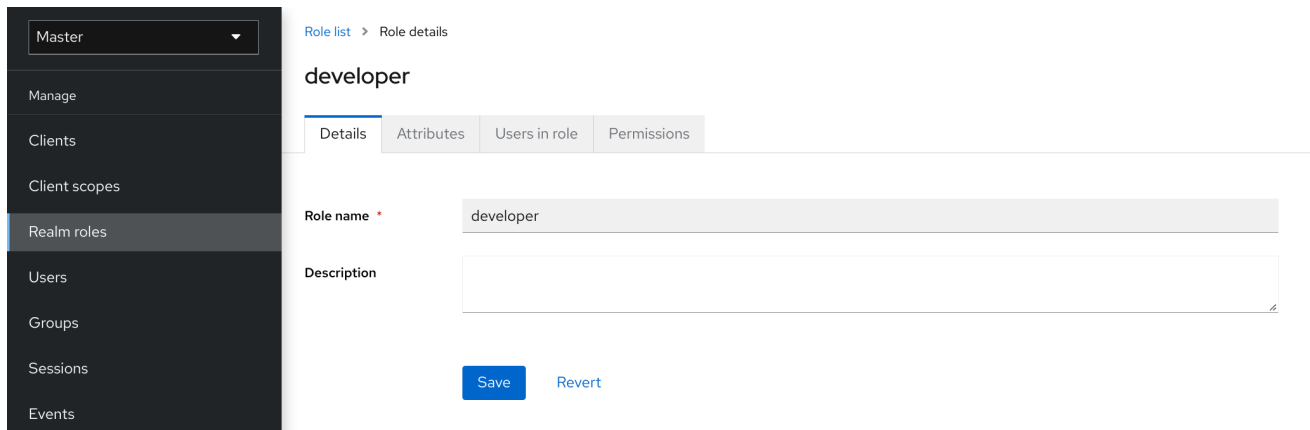 Master
Manage
Clients
Client scopes
Realm roles
Users
Groups
Sessions
Events
Role list > Role details
developer
Details Attributes Users in role Permissions
Role name * developer
Description
Save Revert